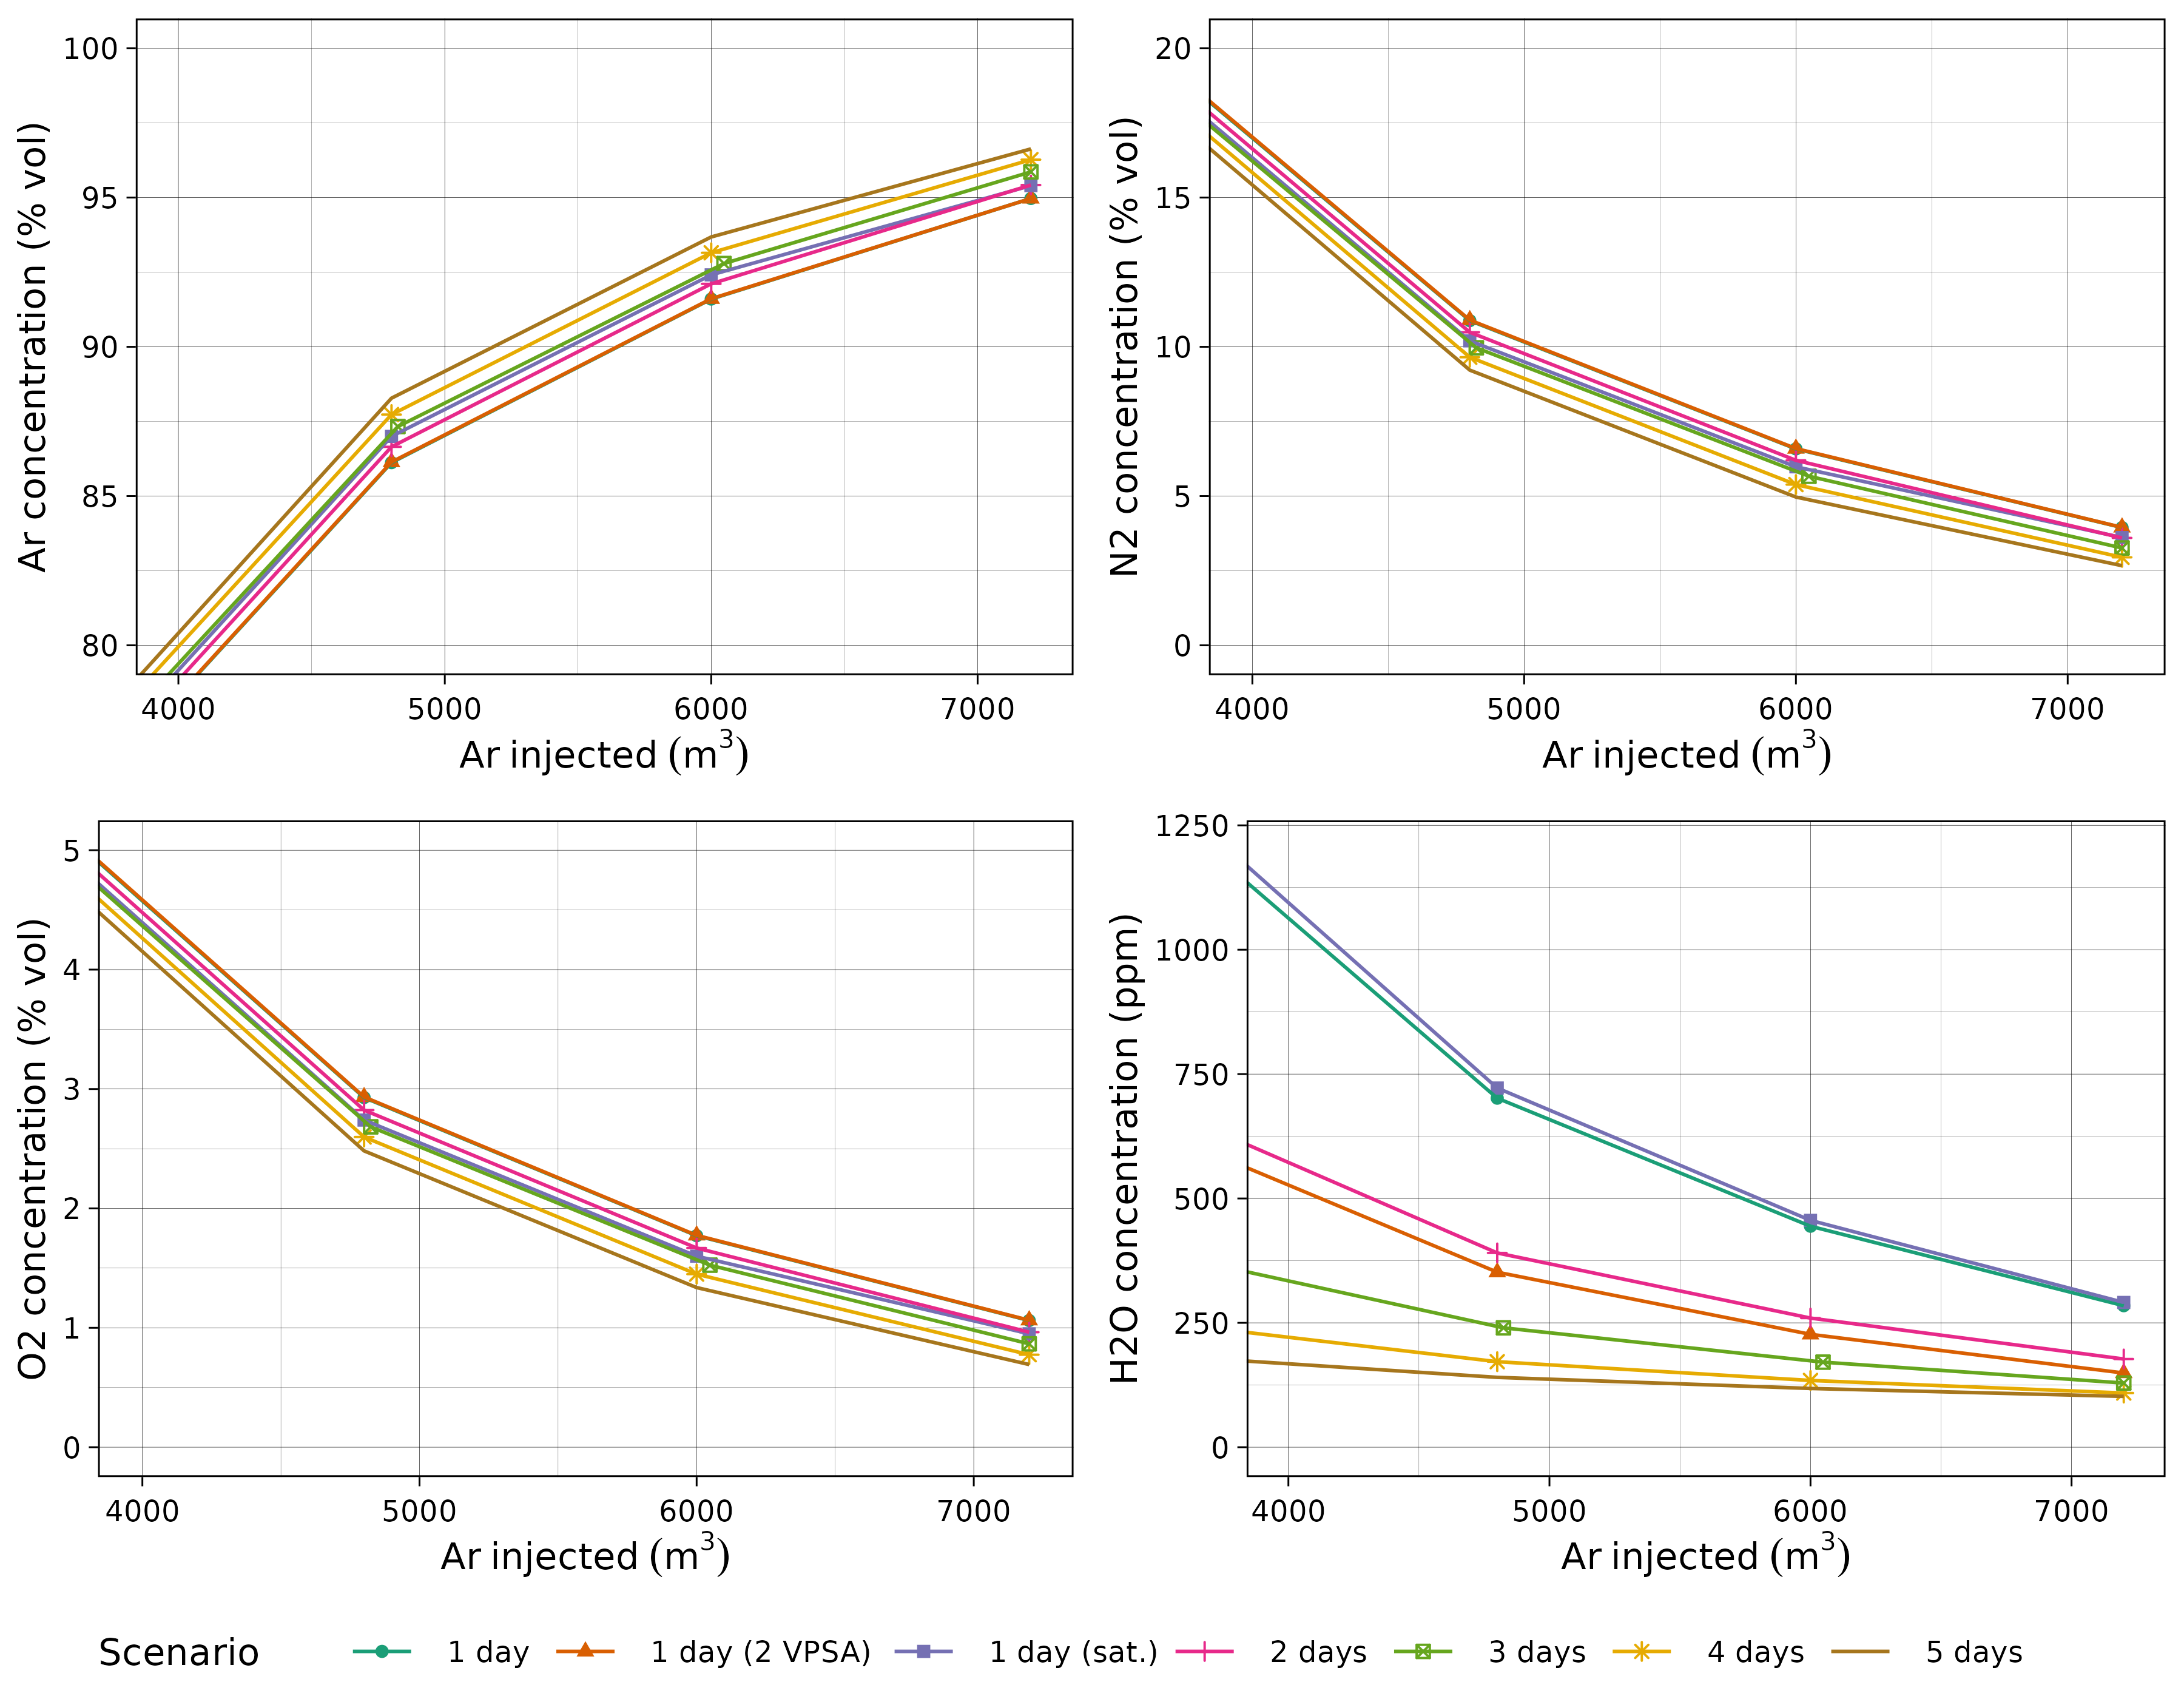 100
95
90
85
80
Ar concentration (% vol)
4000 5000 6000 7000
Ar injected (m³)
20
15
10
5
0
N2 concentration (% vol)
4000 5000 6000 7000
Ar injected (m³)
5
4
3
2
1
0
O2 concentration (% vol)
4000 5000 6000 7000
Ar injected (m³)
1250
1000
750
500
250
0
H2O concentration (ppm)
4000 5000 6000 7000
Ar injected (m³)
Scenario 1 day 1 day (2 VPSA) 1 day (sat.) 2 days 3 days 4 days 5 days